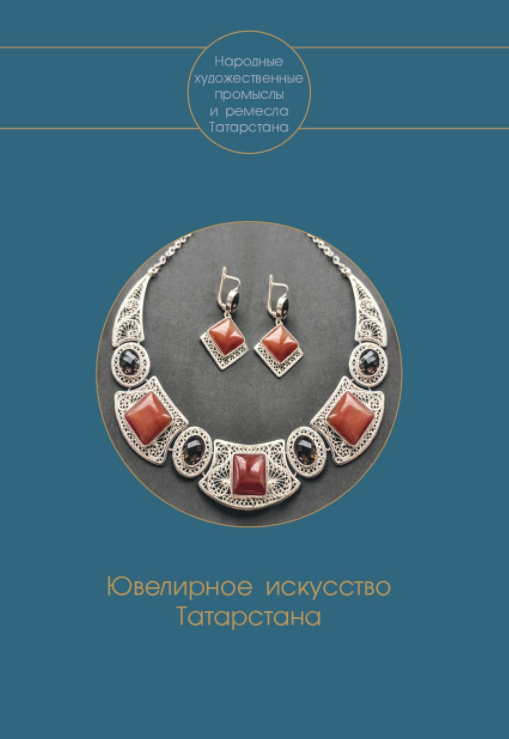 Народные
художественные
промыслы
и ремесла
Татарстана
Ювелирное искусство
Татарстана